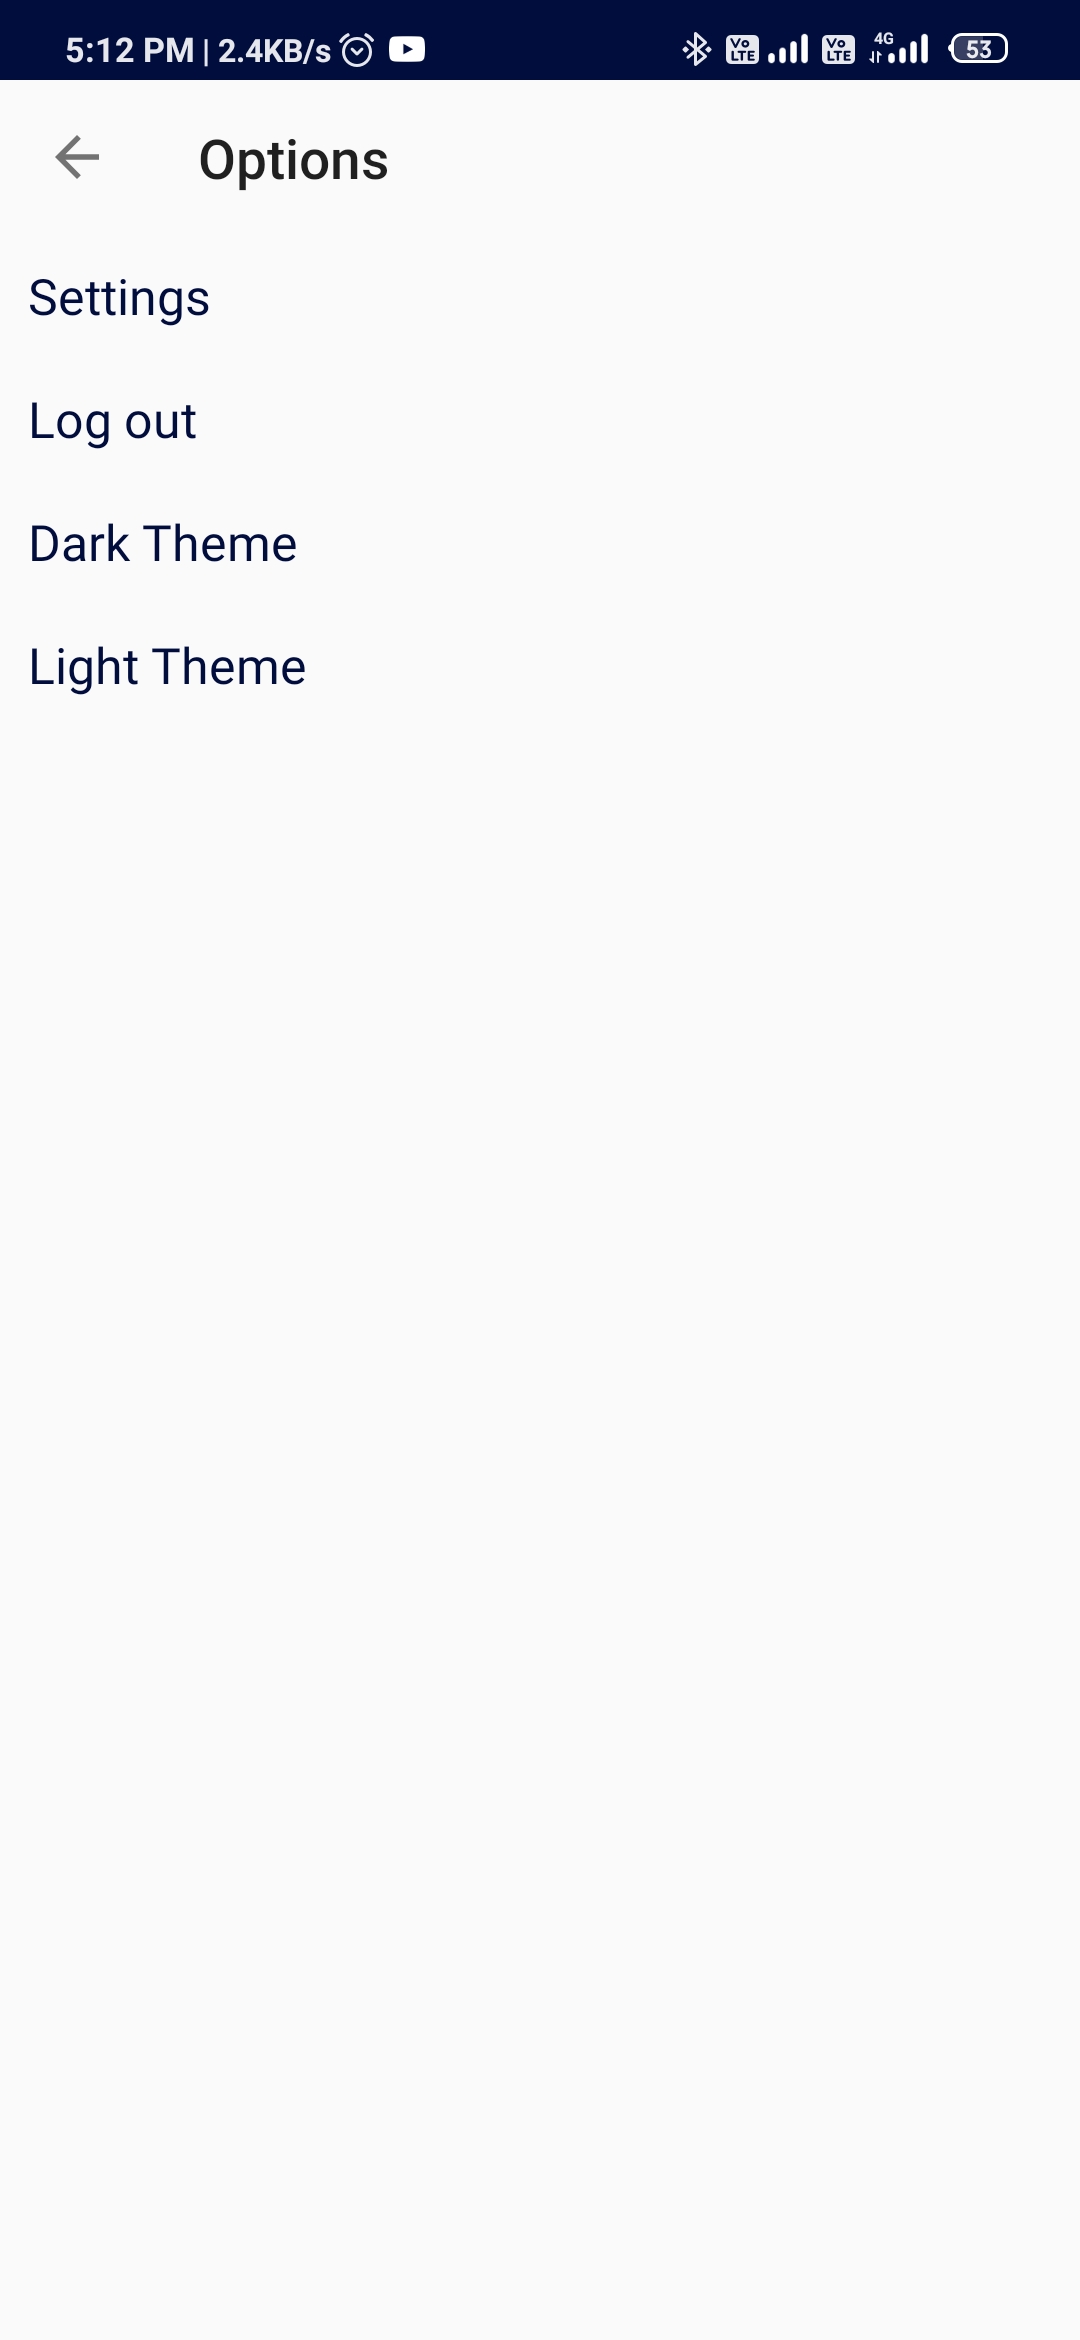 5:12 PM | 2.4KB/s Vo LTE Vo LTE 4G 53
Options
Settings
Log out
Dark Theme
Light Theme